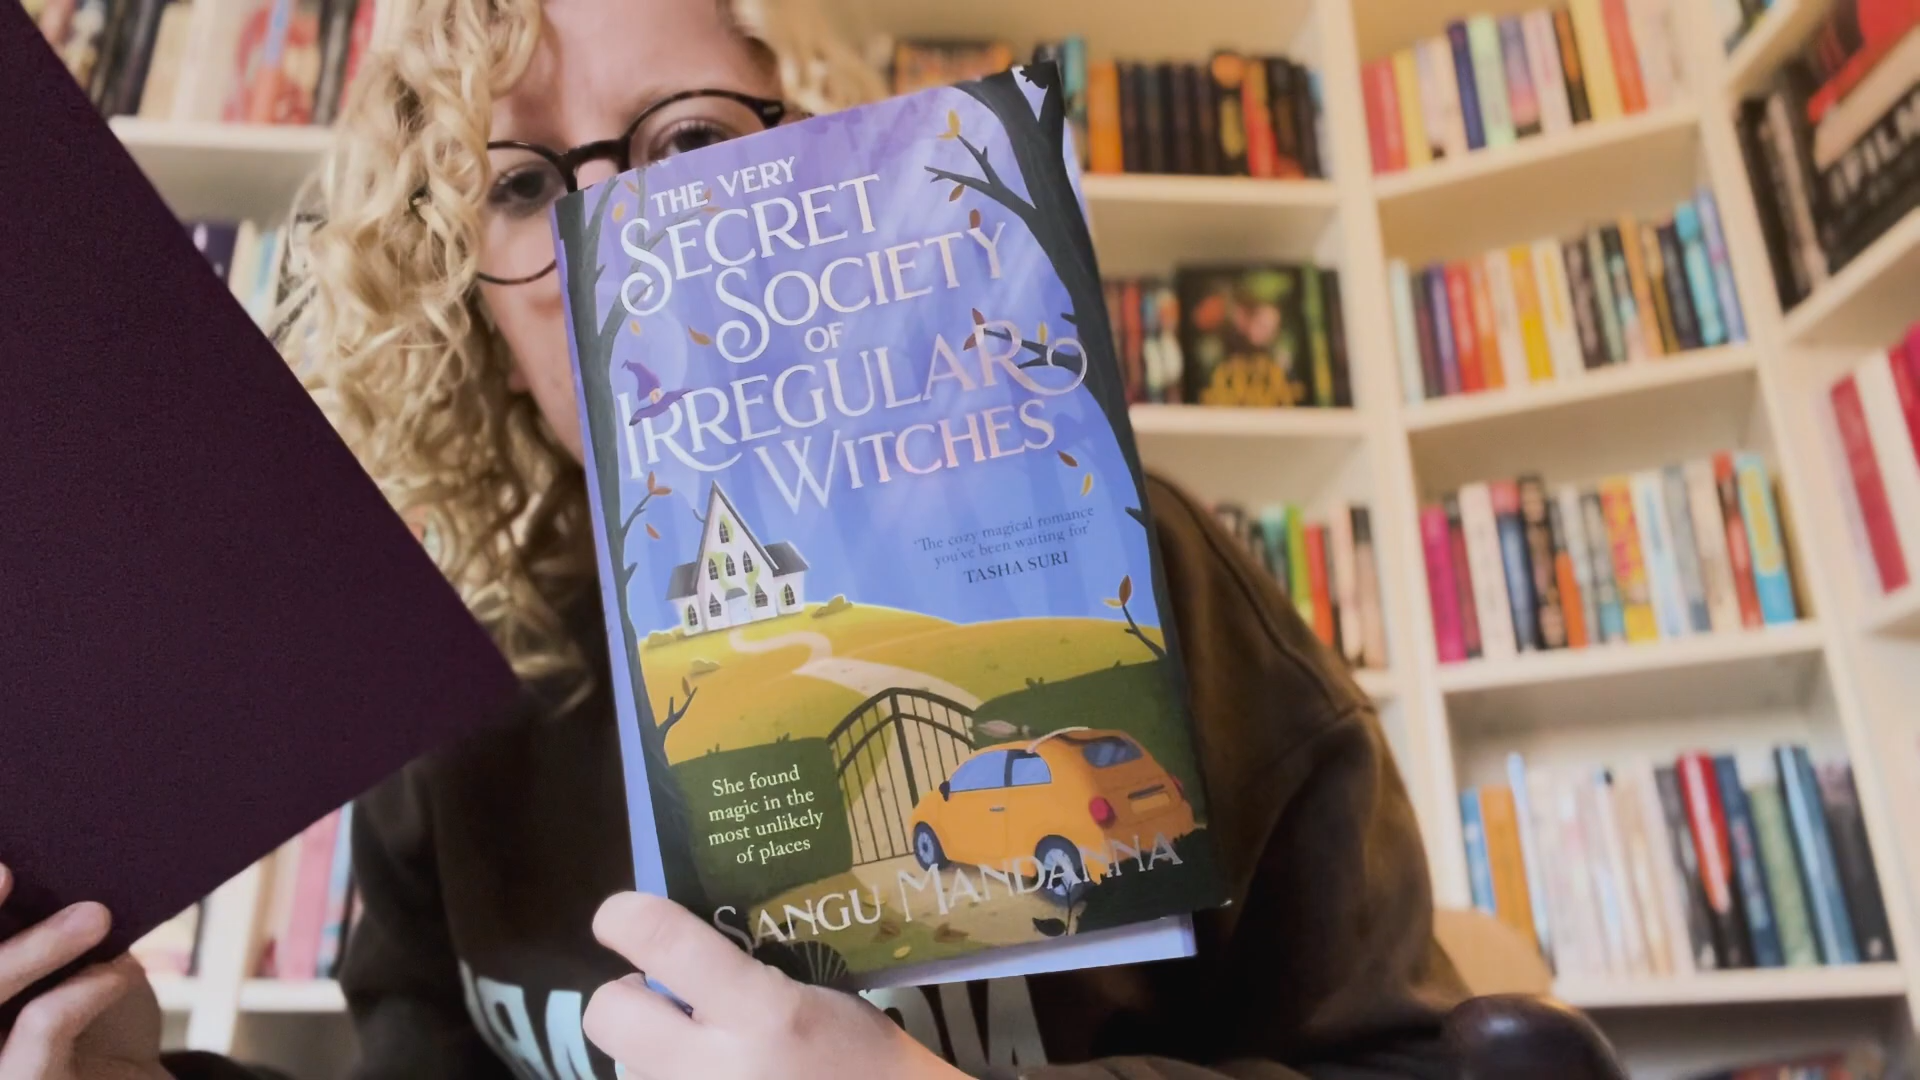 THE VERY
SECRET
SOCIETY
OF
IRREGULAR
WITCHES
'The cozy magical romance
you've been waiting for'
TASHA SURI
She found
magic in the
most unlikely
of places
SANGU MANDANNA